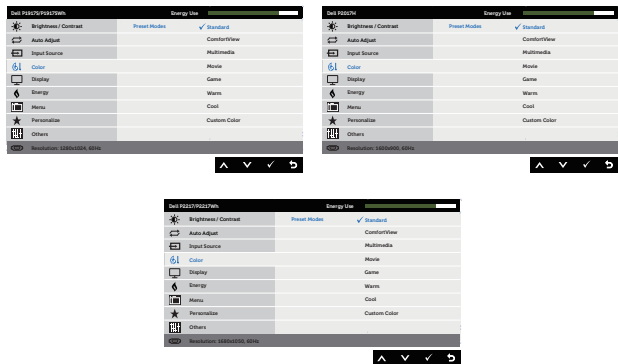 Dell P1917S/P1917SWh Energy Use
Brightness / Contrast Preset Modes ✓ Standard
Auto Adjust ComfortView
Input Source Multimedia
Color Movie
Display Game
Energy Warm
Menu Cool
Personalize Custom Color
Others
Resolution: 1280x1024, 60Hz
Dell P2017H Energy Use
Brightness / Contrast Preset Modes ✓ Standard
Auto Adjust ComfortView
Input Source Multimedia
Color Movie
Display Game
Energy Warm
Menu Cool
Personalize Custom Color
Others
Resolution: 1600x900, 60Hz
Dell P2217/P2217Wh Energy Use
Brightness / Contrast Preset Modes ✓ Standard
Auto Adjust ComfortView
Input Source Multimedia
Color Movie
Display Game
Energy Warm
Menu Cool
Personalize Custom Color
Others
Resolution: 1680x1050, 60Hz